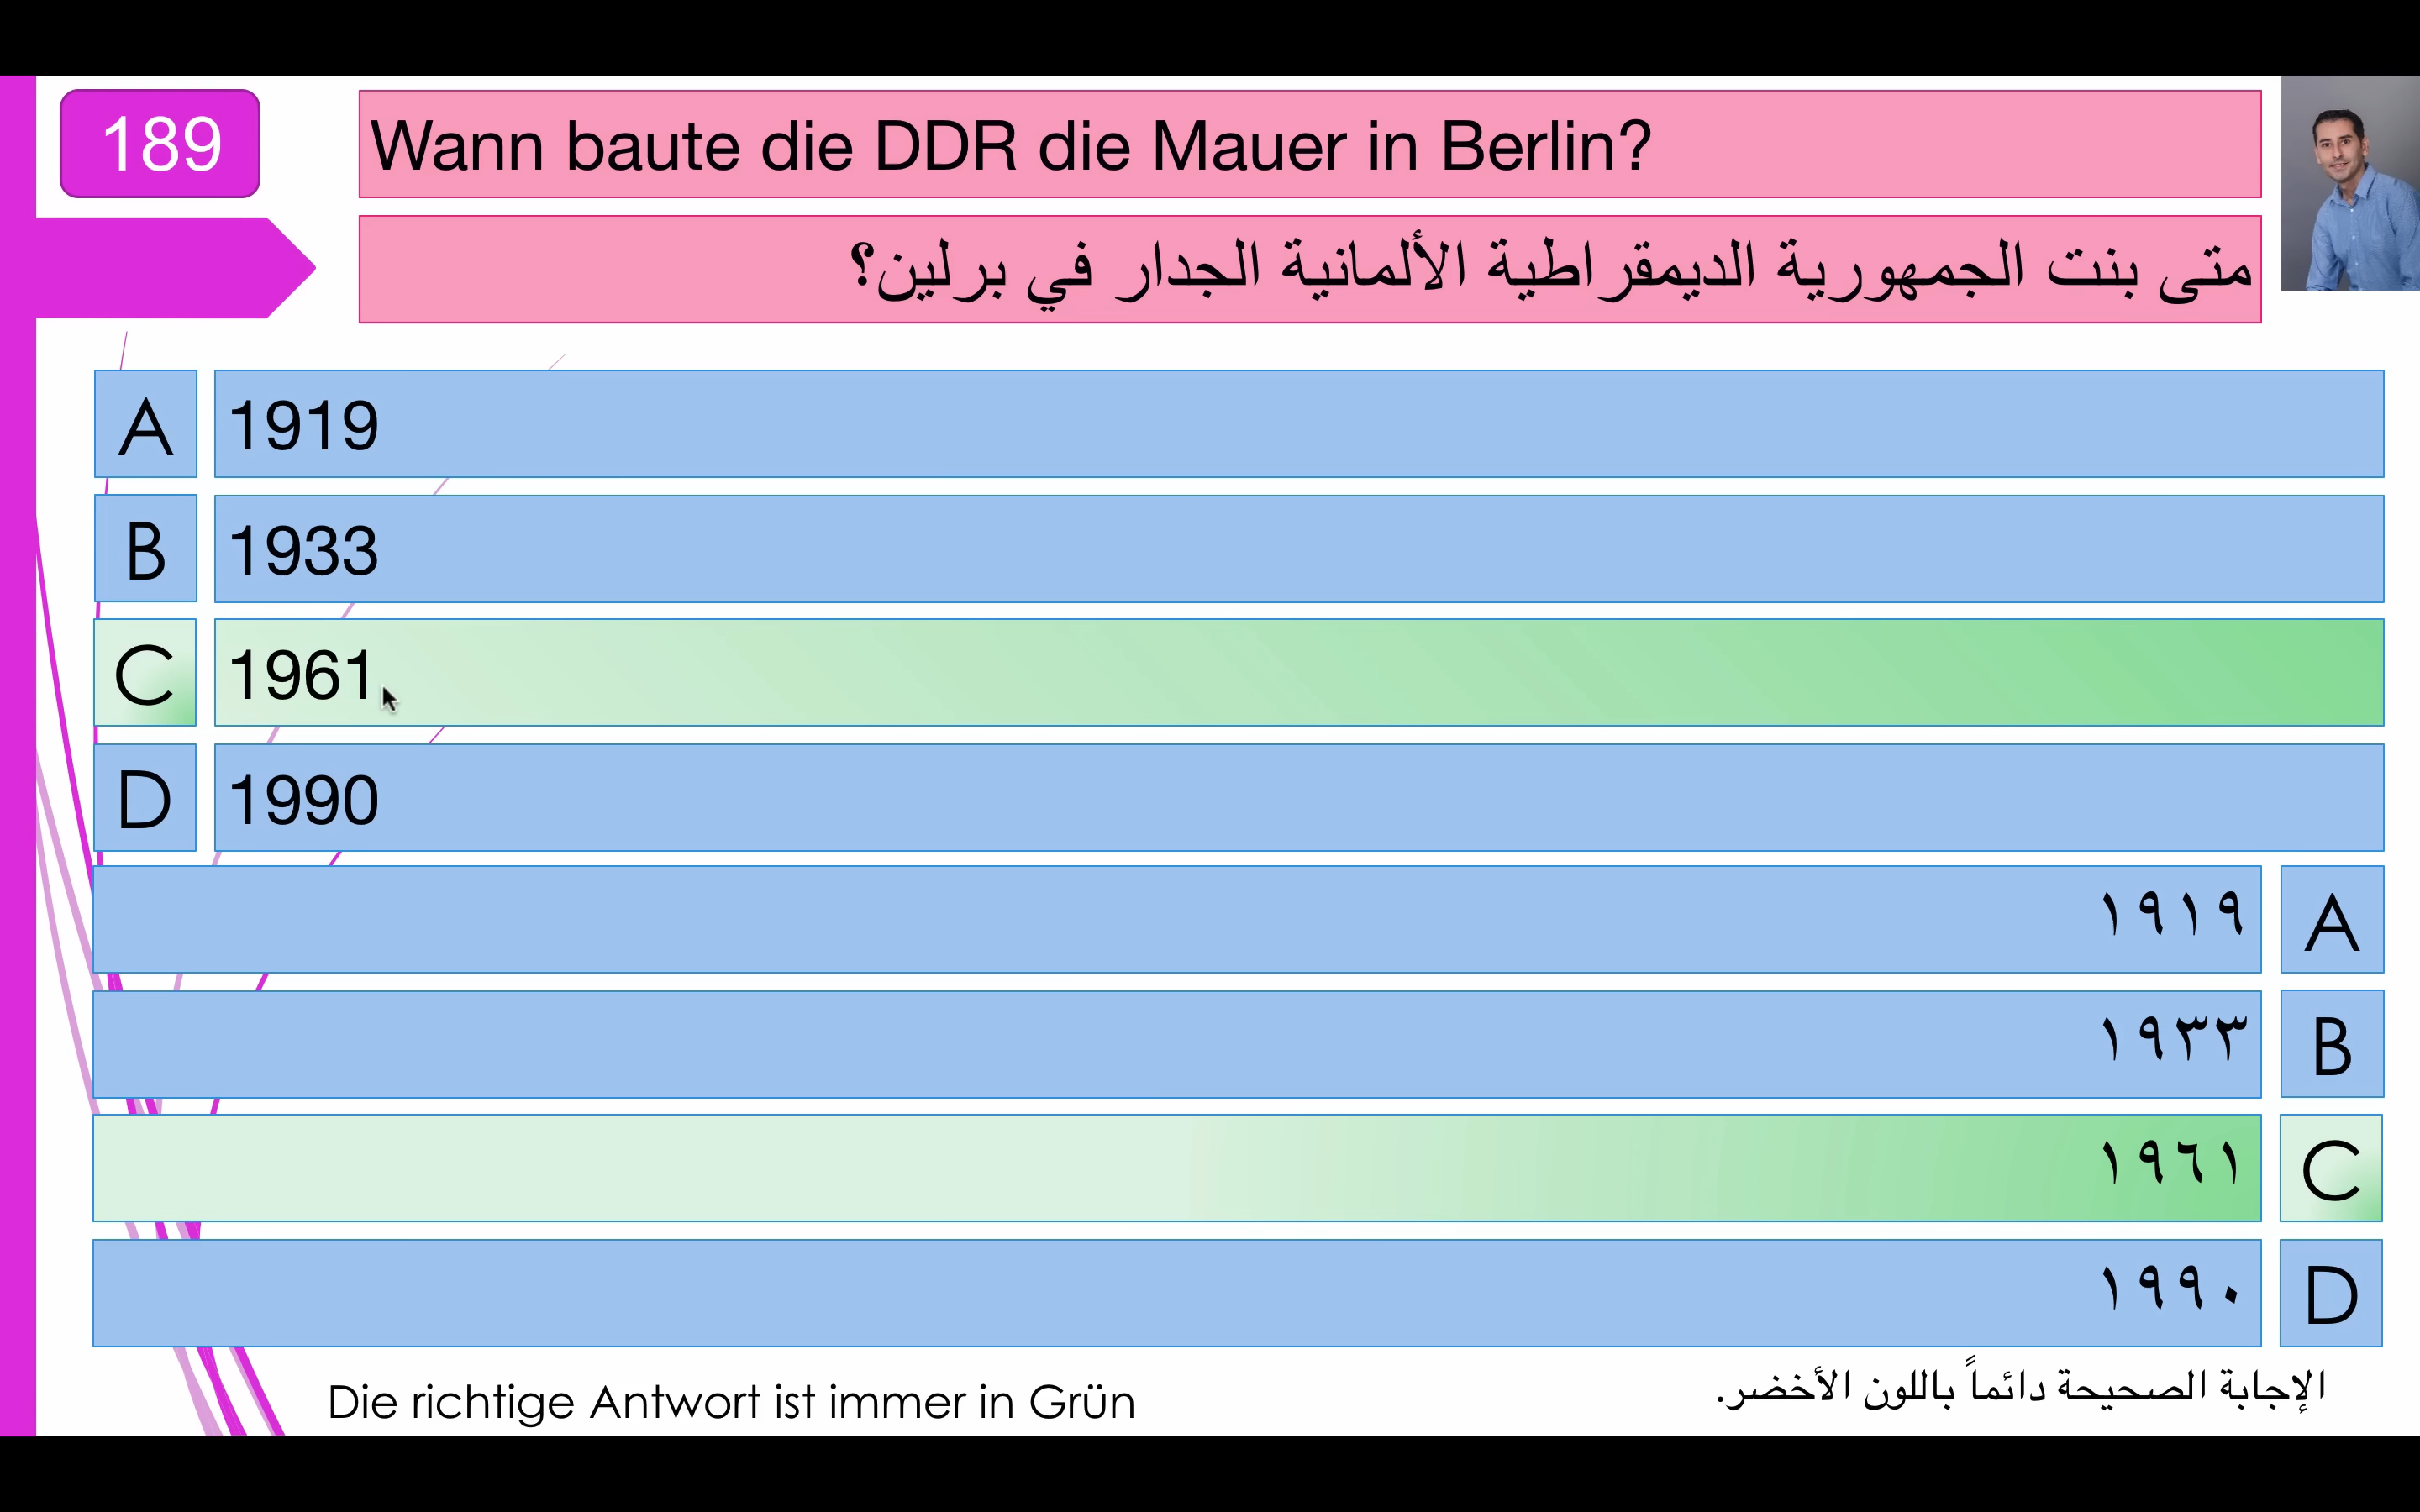 189
Wann baute die DDR die Mauer in Berlin?
متى بنت الجمهورية الديمقراطية الألمانية الجدار في برلين؟
A 1919
B 1933
C 1961
D 1990
A ١٩١٩
B ١٩٣٣
C ١٩٦١
D ١٩٩٠
Die richtige Antwort ist immer in Grün
الإجابة الصحيحة دائماً باللون الأخضر.